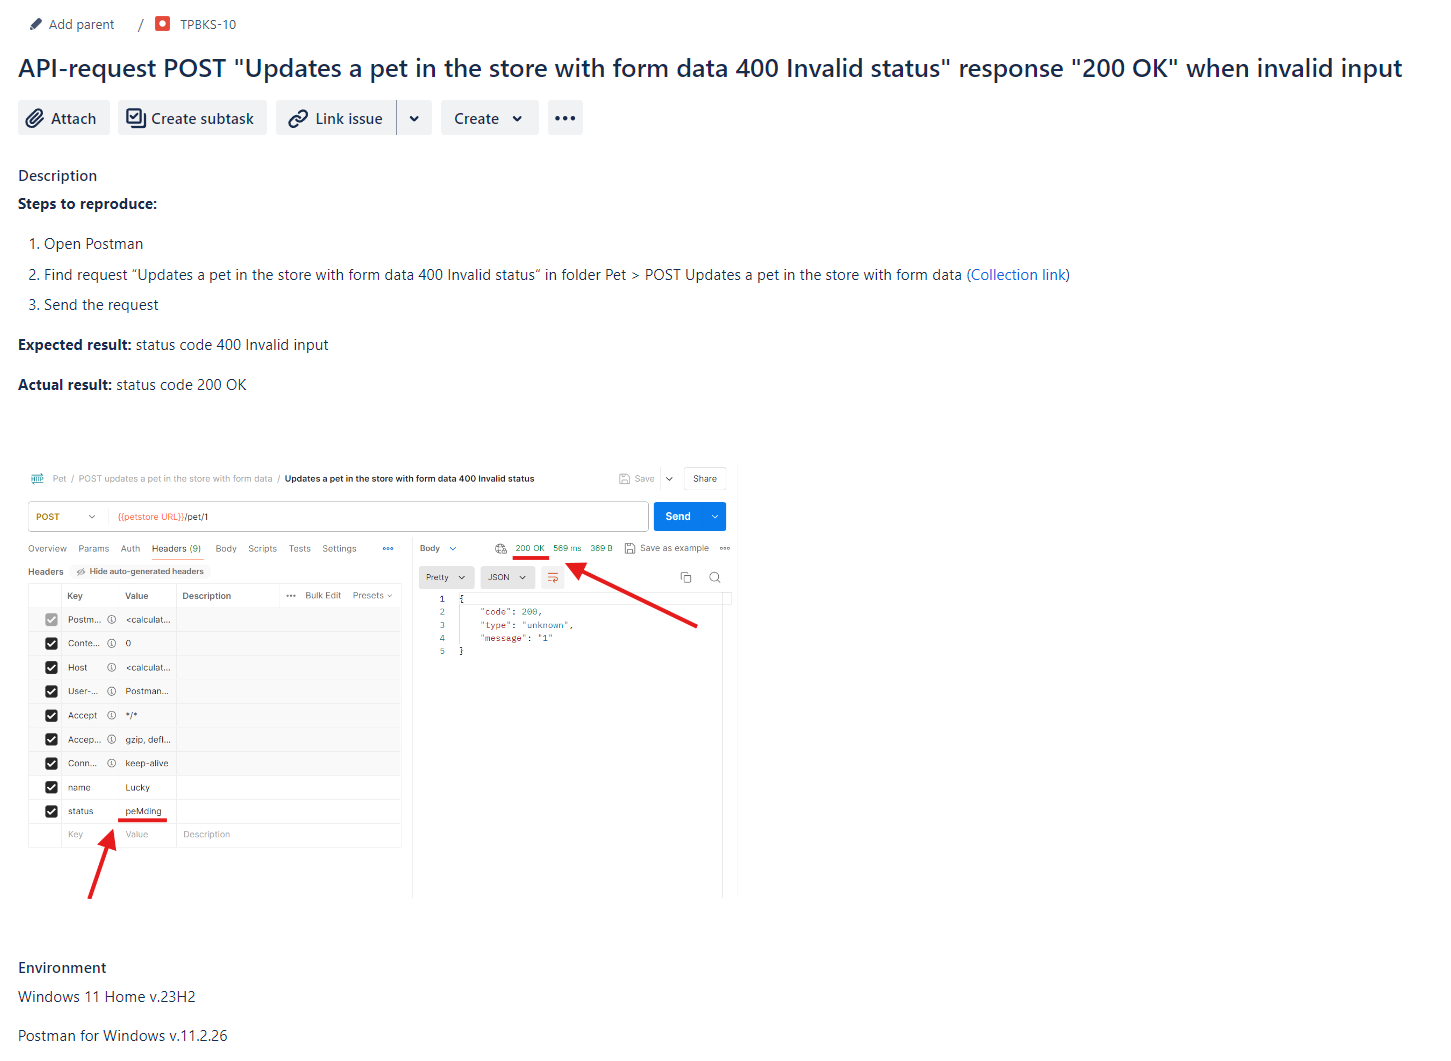 Add parent / TPBKS-10
API-request POST "Updates a pet in the store with form data 400 Invalid status" response "200 OK" when invalid input
Attach Create subtask Link issue Create •••
Description
Steps to reproduce:
1. Open Postman
2. Find request “Updates a pet in the store with form data 400 Invalid status” in folder Pet > POST Updates a pet in the store with form data (Collection link)
3. Send the request
Expected result: status code 400 Invalid input
Actual result: status code 200 OK
HTTP Pet / POST updates a pet in the store with form data / Updates a pet in the store with form data 400 Invalid status Save Share
POST {{petstore URL}}/pet/1 Send
Overview Params Auth Headers (9) Body Scripts Tests Settings Body 200 OK 569 ms 369 B Save as example
Headers Hide auto-generated headers Pretty JSON
Key Value Description ••• Bulk Edit Presets
1 {
2 "code": 200,
3 "type": "unknown",
4 "message": "1"
5 }
Postm... <calculat...
Conte... 0
Host <calculat...
User-... Postman...
Accept */*
Accep... gzip, defl...
Conn... keep-alive
name Lucky
status peMding
Key Value Description
Environment
Windows 11 Home v.23H2
Postman for Windows v.11.2.26